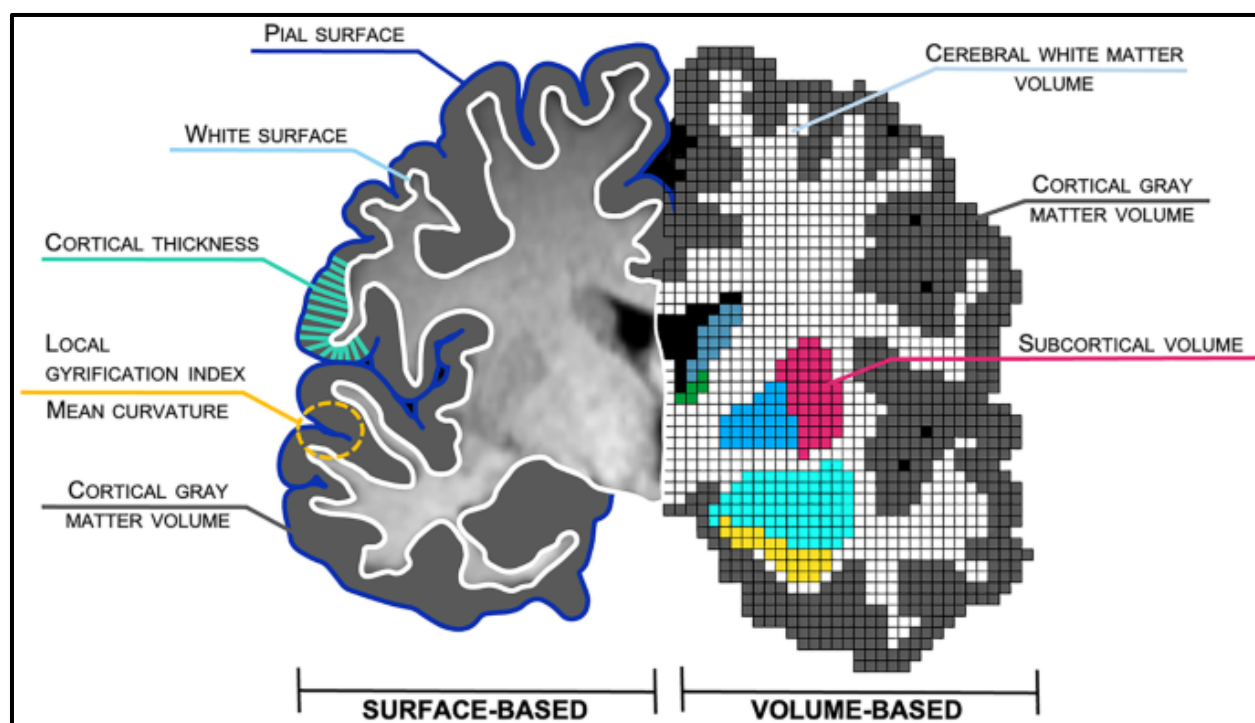 PIAL SURFACE
WHITE SURFACE
CORTICAL THICKNESS
LOCAL
GYRIFICATION INDEX
MEAN CURVATURE
CORTICAL GRAY
MATTER VOLUME
CEREBRAL WHITE MATTER
VOLUME
CORTICAL GRAY
MATTER VOLUME
SUBCORTICAL VOLUME
SURFACE-BASED
VOLUME-BASED